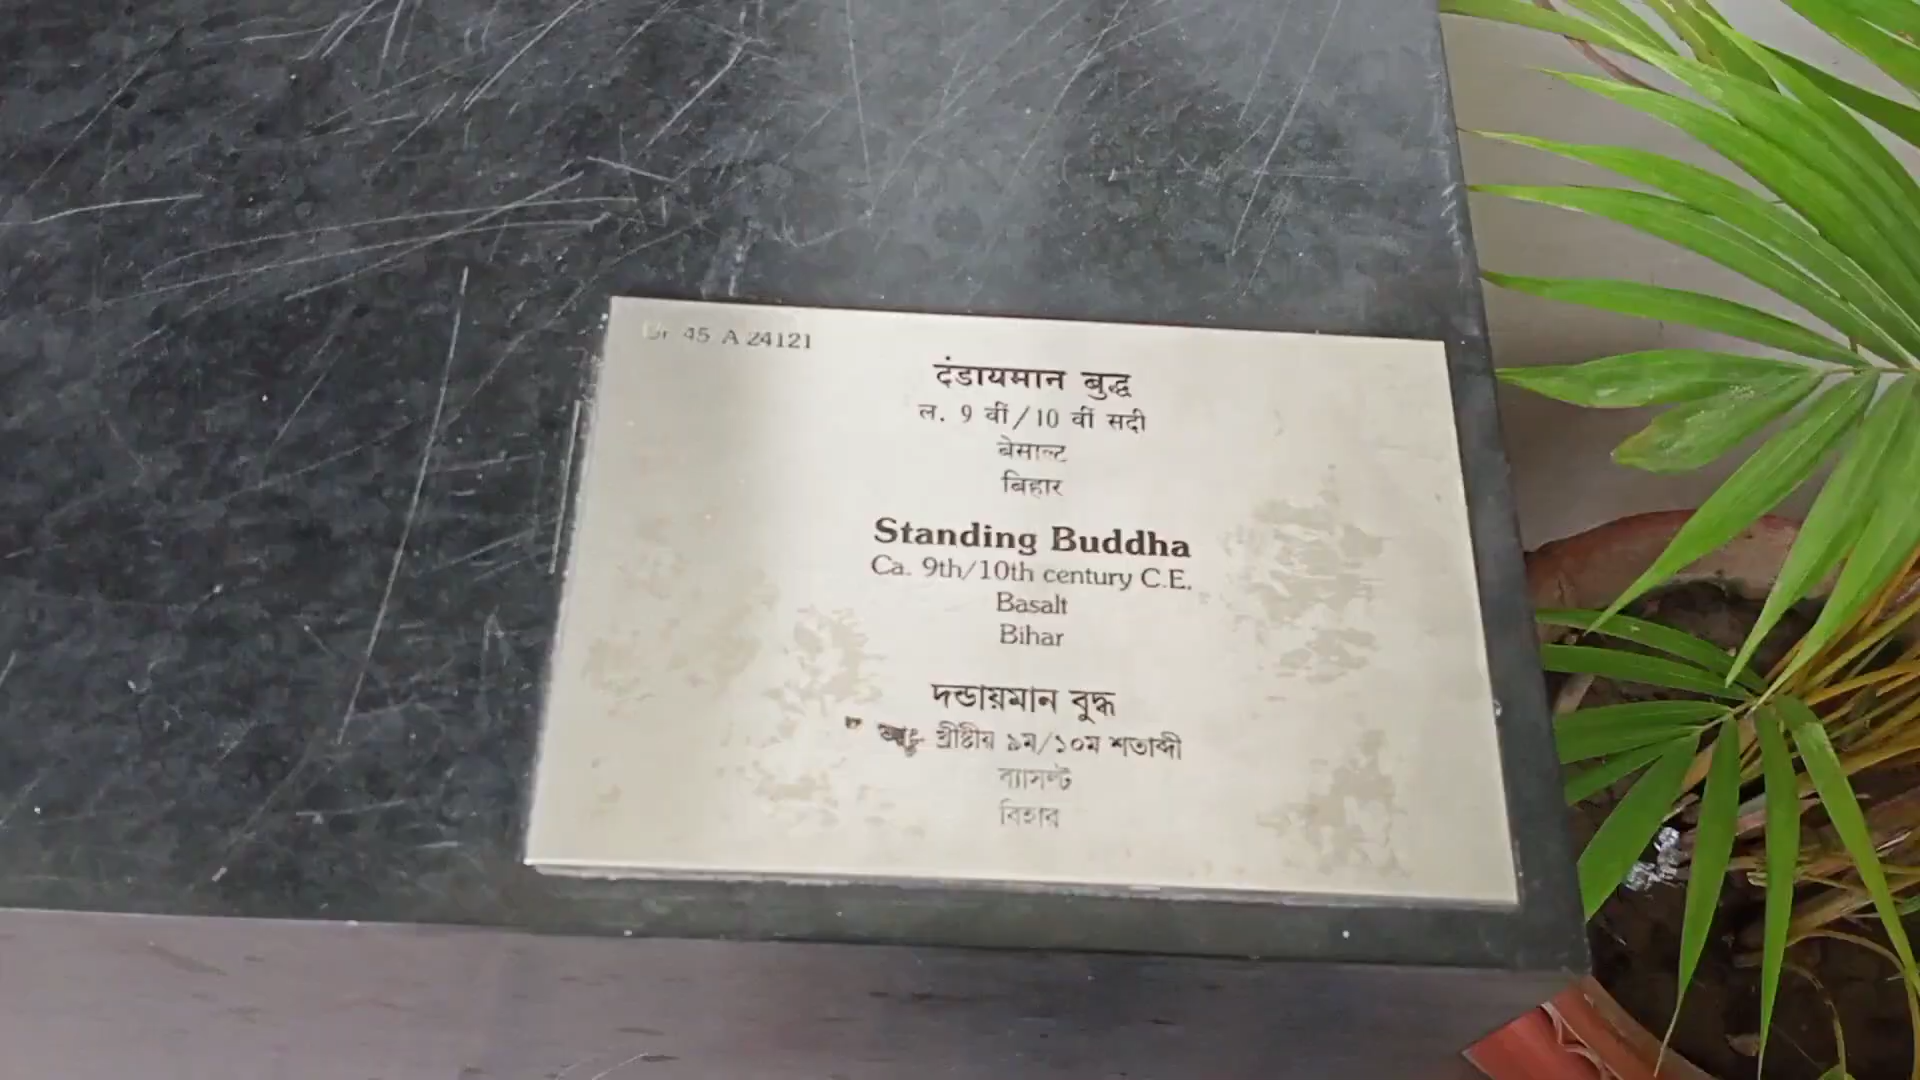 45 A 24121
दंडायमान बुद्ध
ल. 9 वीं/10 वीं सदी
बेसाल्ट
बिहार
Standing Buddha
Ca. 9th/10th century C.E.
Basalt
Bihar
দন্ডায়মান বুদ্ধ
খ্রীষ্টীয় ৯ম/১০ম শতাব্দী
ব্যাসল্ট
বিহার